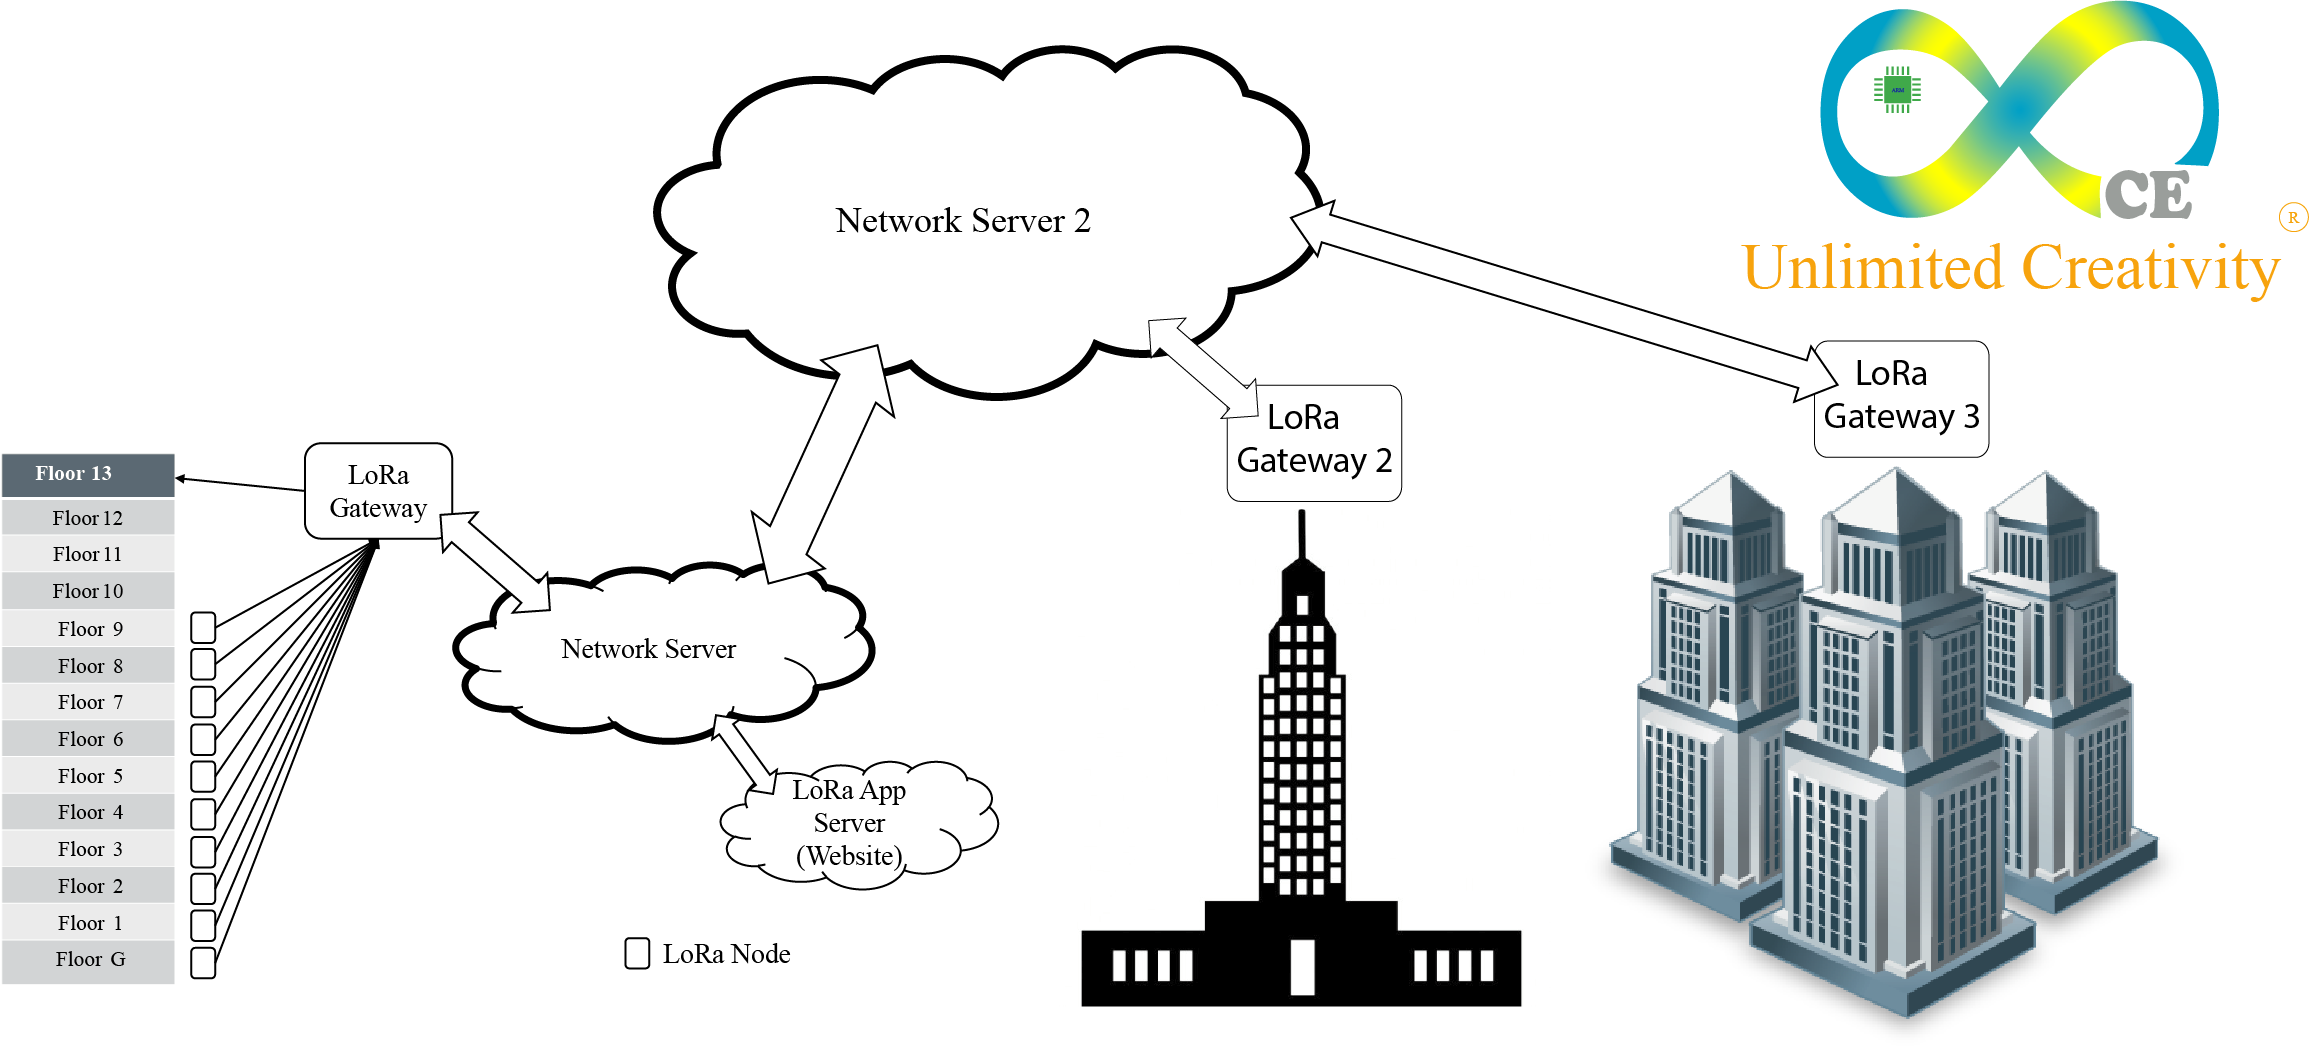 ARM
CE
®
Unlimited Creativity
Network Server 2
LoRa
Gateway 3
LoRa
Gateway 2
LoRa
Gateway
Floor 13
Floor 12
Floor 11
Floor 10
Floor 9
Floor 8
Floor 7
Floor 6
Floor 5
Floor 4
Floor 3
Floor 2
Floor 1
Floor G
Network Server
LoRa App
Server
(Website)
LoRa Node